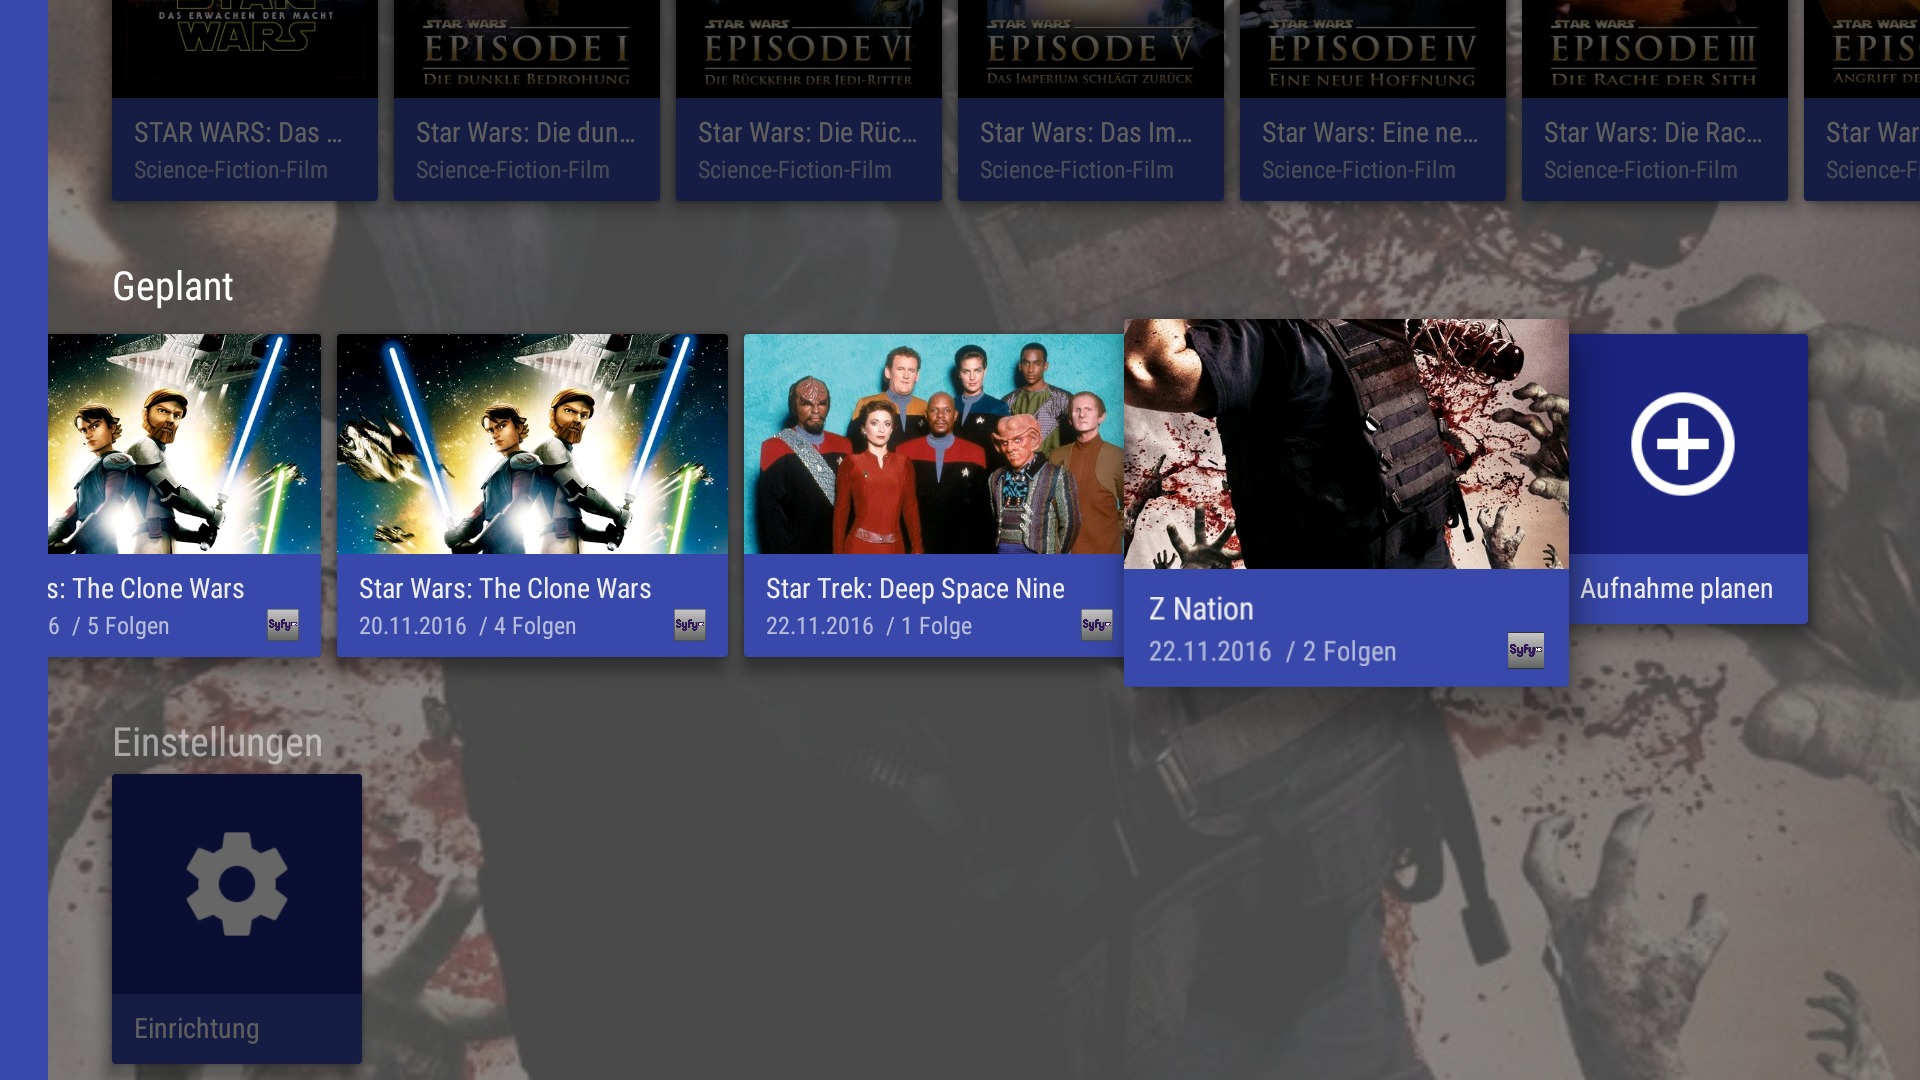 STAR
DAS ERWACHEN DER MACHT
WARS
STAR WARS
EPISODE I
DIE DUNKLE BEDROHUNG
STAR WARS
EPISODE VI
DIE RÜCKKEHR DER JEDI-RITTER
STAR WARS
EPISODE V
DAS IMPERIUM SCHLÄGT ZURÜCK
STAR WARS
EPISODE IV
EINE NEUE HOFFNUNG
STAR WARS
EPISODE III
DIE RACHE DER SITH
STAR WARS
EPIS
ANGRIFF DE
STAR WARS: Das ...
Science-Fiction-Film
Star Wars: Die dun...
Science-Fiction-Film
Star Wars: Die Rüc...
Science-Fiction-Film
Star Wars: Das Im...
Science-Fiction-Film
Star Wars: Eine ne...
Science-Fiction-Film
Star Wars: Die Rac...
Science-Fiction-Film
Star War
Science-Fi
Geplant
s: The Clone Wars
6 / 5 Folgen
Syfy HD
Star Wars: The Clone Wars
20.11.2016 / 4 Folgen
Syfy HD
Star Trek: Deep Space Nine
22.11.2016 / 1 Folge
Syfy HD
Z Nation
22.11.2016 / 2 Folgen
Syfy HD
Aufnahme planen
Einstellungen
Einrichtung